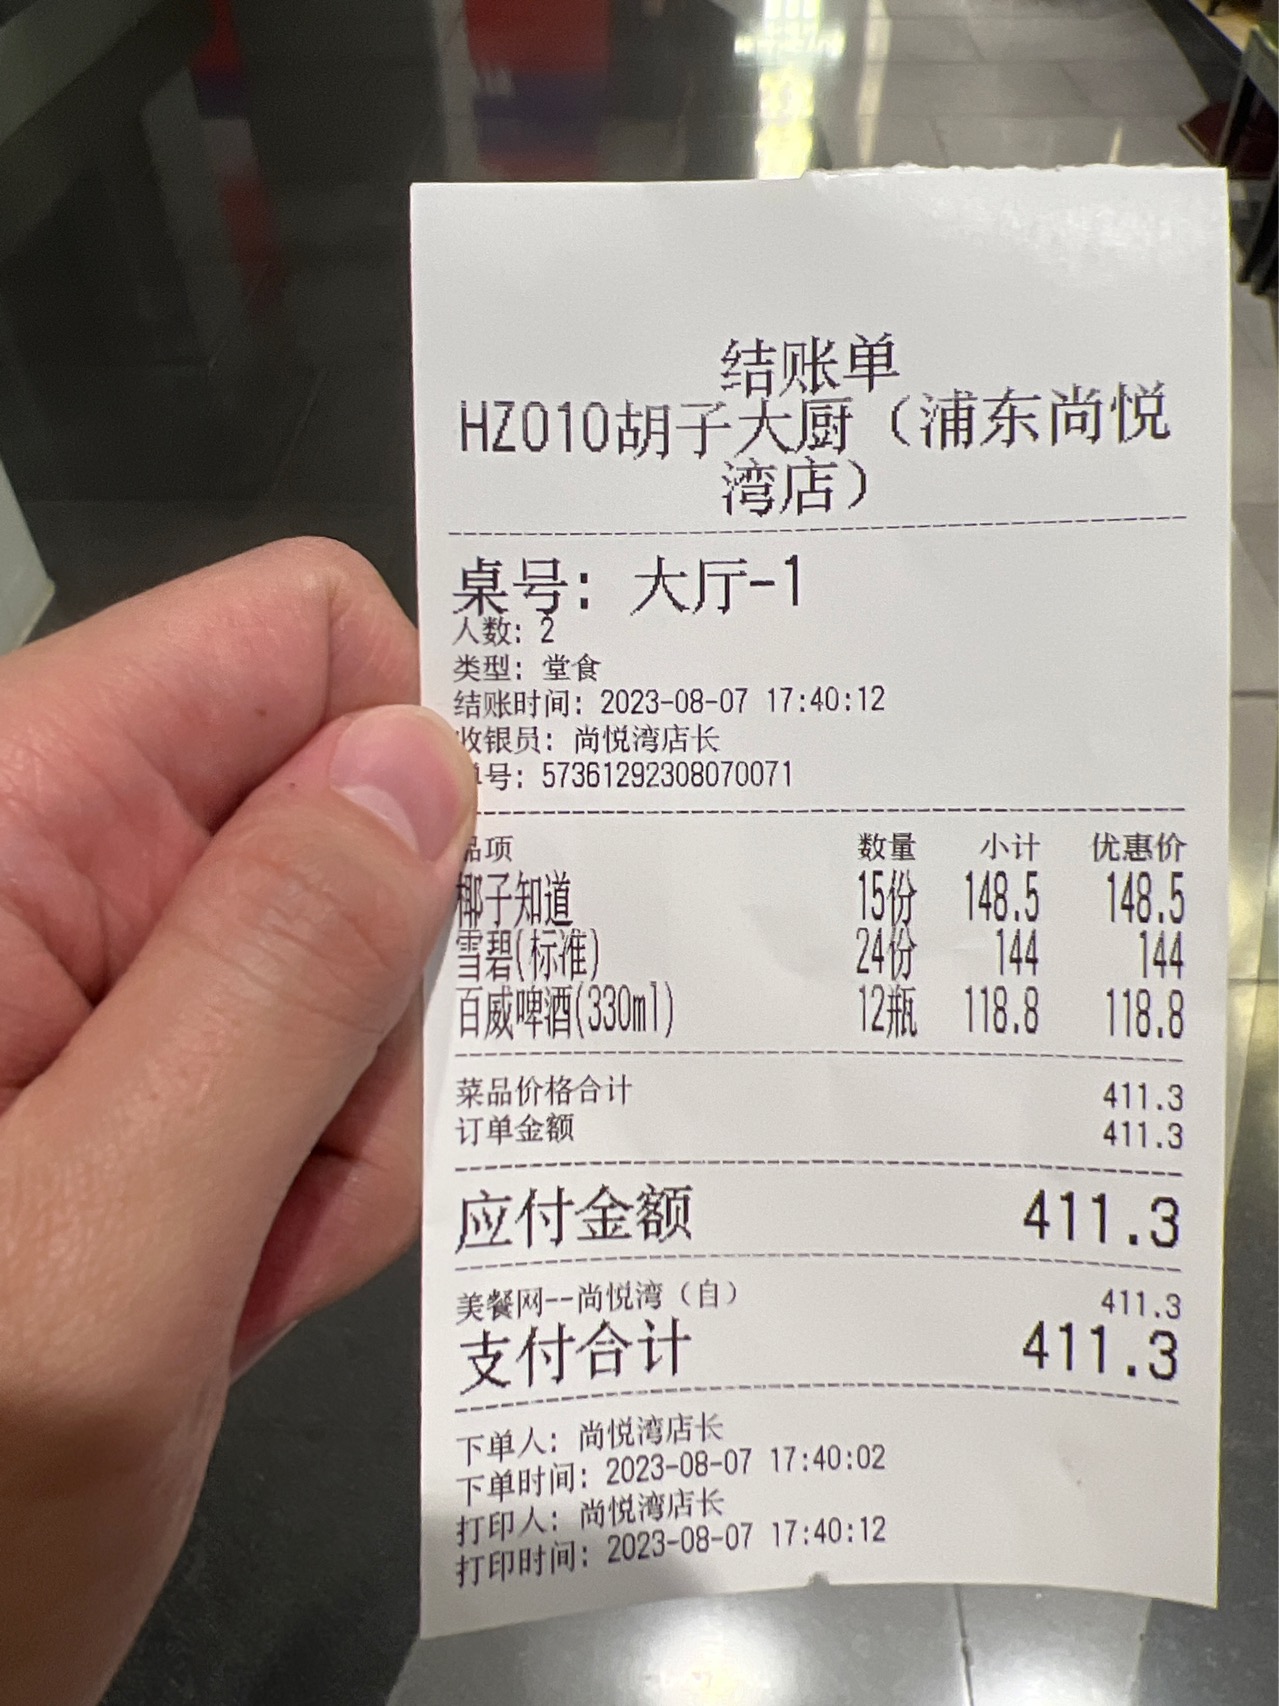 结账单
HZ010胡子大厨（浦东尚悦
湾店）
桌号：大厅-1
人数：2
类型：堂食
结账时间：2023-08-07 17:40:12
收银员：尚悦湾店长
单号：57361292308070071
品项 数量 小计 优惠价
椰子知道 15份 148.5 148.5
雪碧(标准) 24份 144 144
百威啤酒(330ml) 12瓶 118.8 118.8
菜品价格合计 411.3
订单金额 411.3
应付金额 411.3
美餐网--尚悦湾（自） 411.3
支付合计 411.3
下单人：尚悦湾店长
下单时间：2023-08-07 17:40:02
打印人：尚悦湾店长
打印时间：2023-08-07 17:40:12